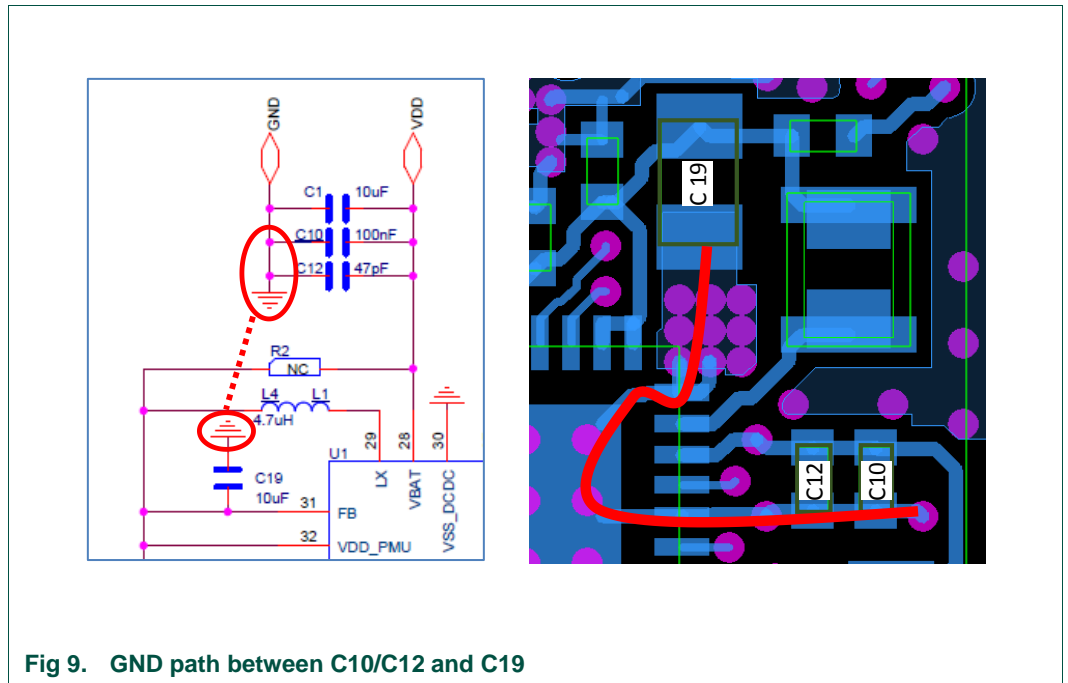 GND
VDD
C1
10uF
C10
100nF
C12
47pF
R2
NC
L4
L1
4.7uH
29
28
30
U1
LX
VBAT
VSS_DCDC
C19
10uF
31
FB
32
VDD_PMU
C 19
C12
C10
Fig 9. GND path between C10/C12 and C19